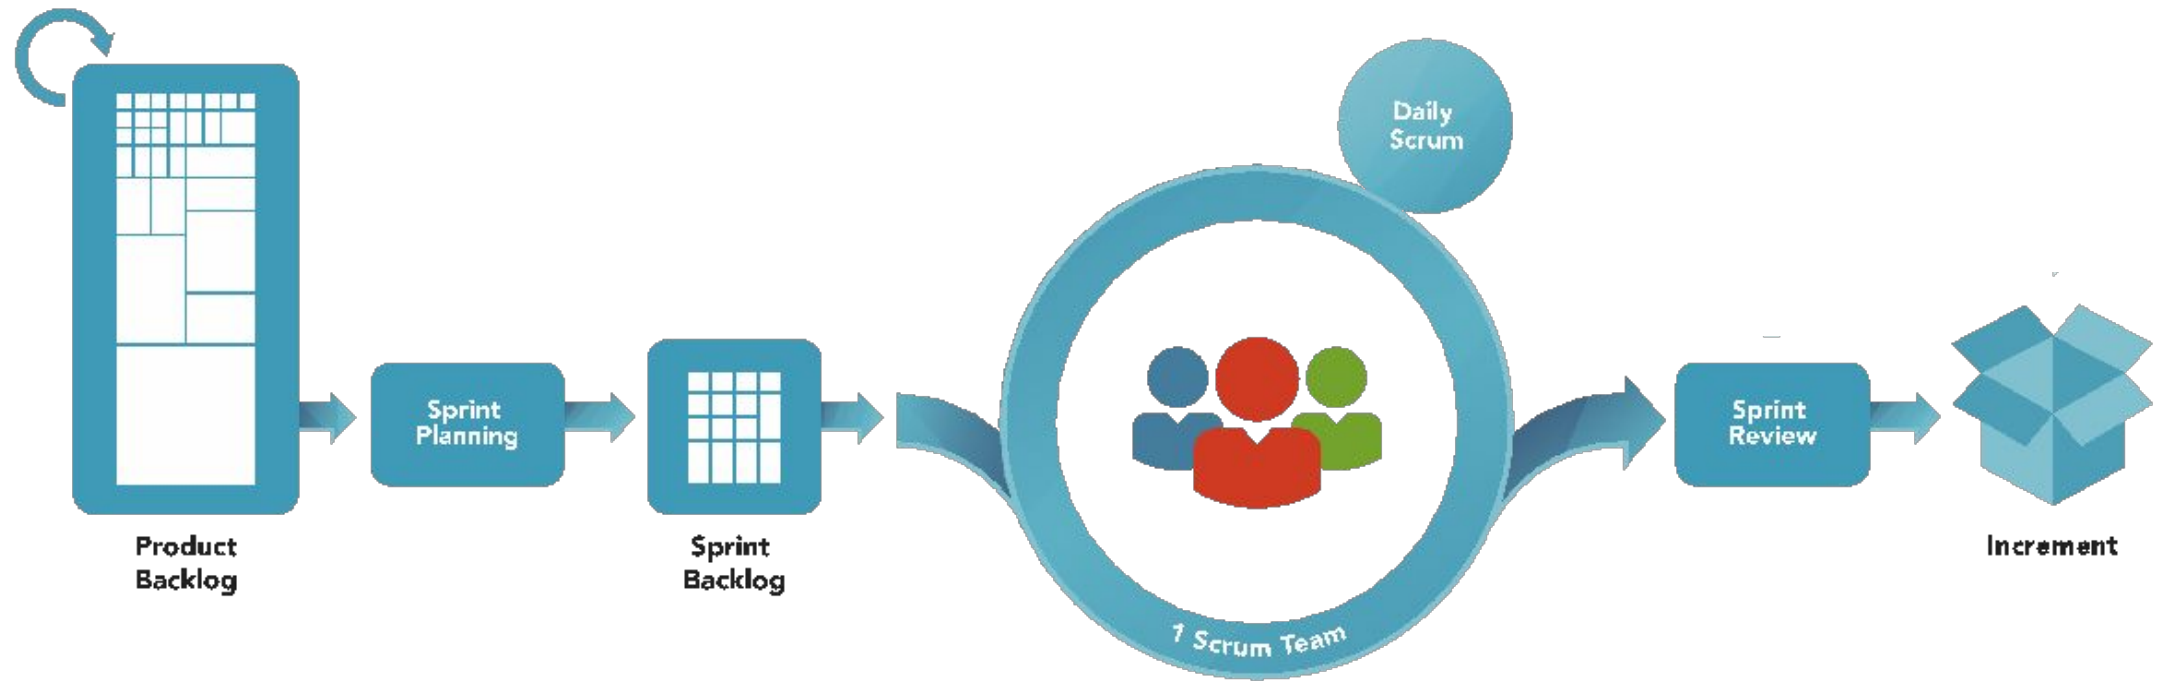 Product
Backlog
Sprint
Planning
Sprint
Backlog
Daily
Scrum
1 Scrum Team
Sprint
Review
Increment